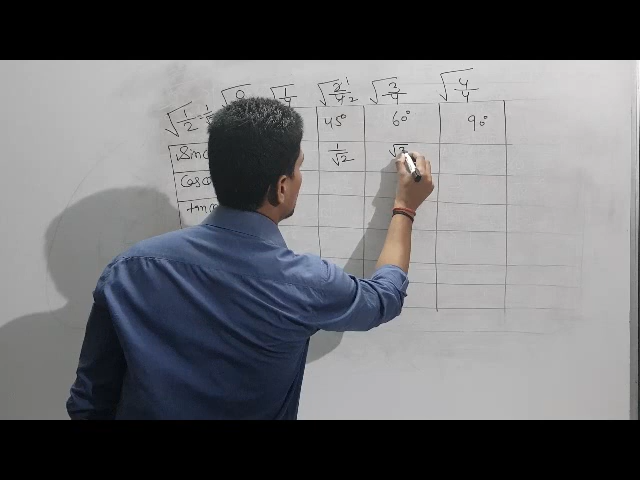 √0 √1/4 √2/4 1 2 √3/4 √4/4
√1/2 = 1
45° 60° 90°
Sin 1/√2 √3
Cos
tan